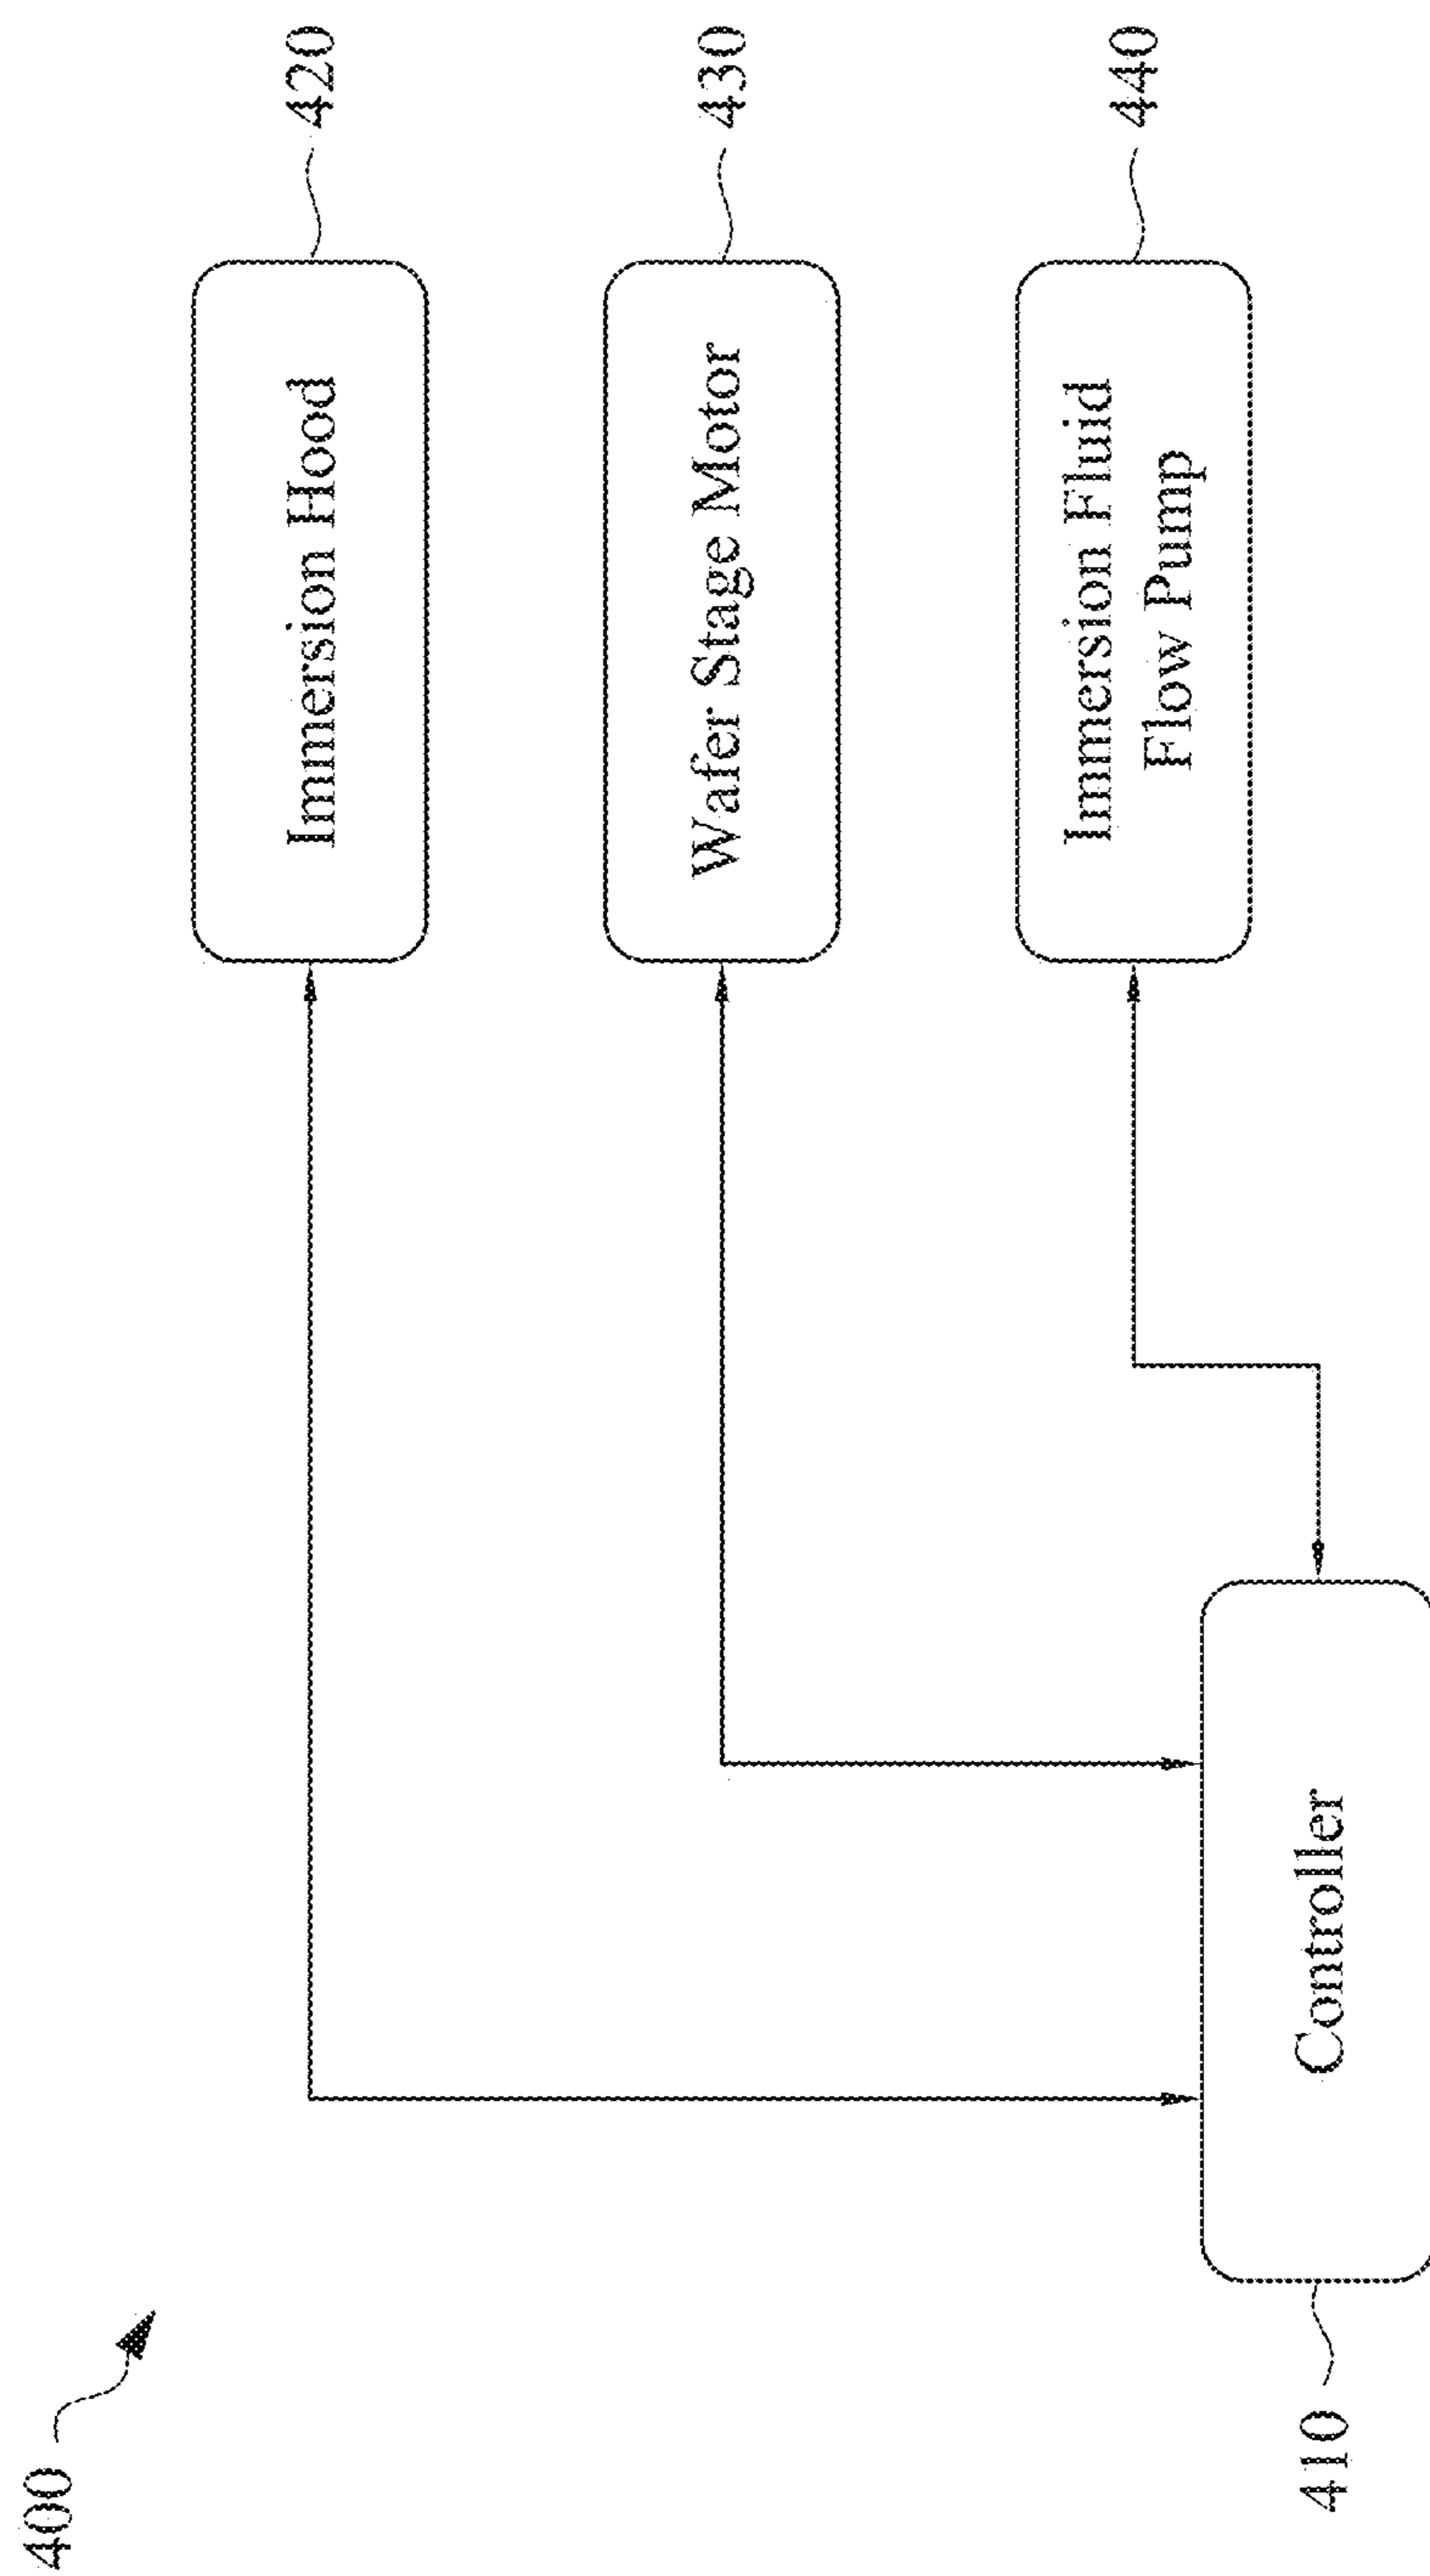 400
Immersion Hood
420
Wafer Stage Motor
430
Immersion Fluid
Flow Pump
440
Controller
410